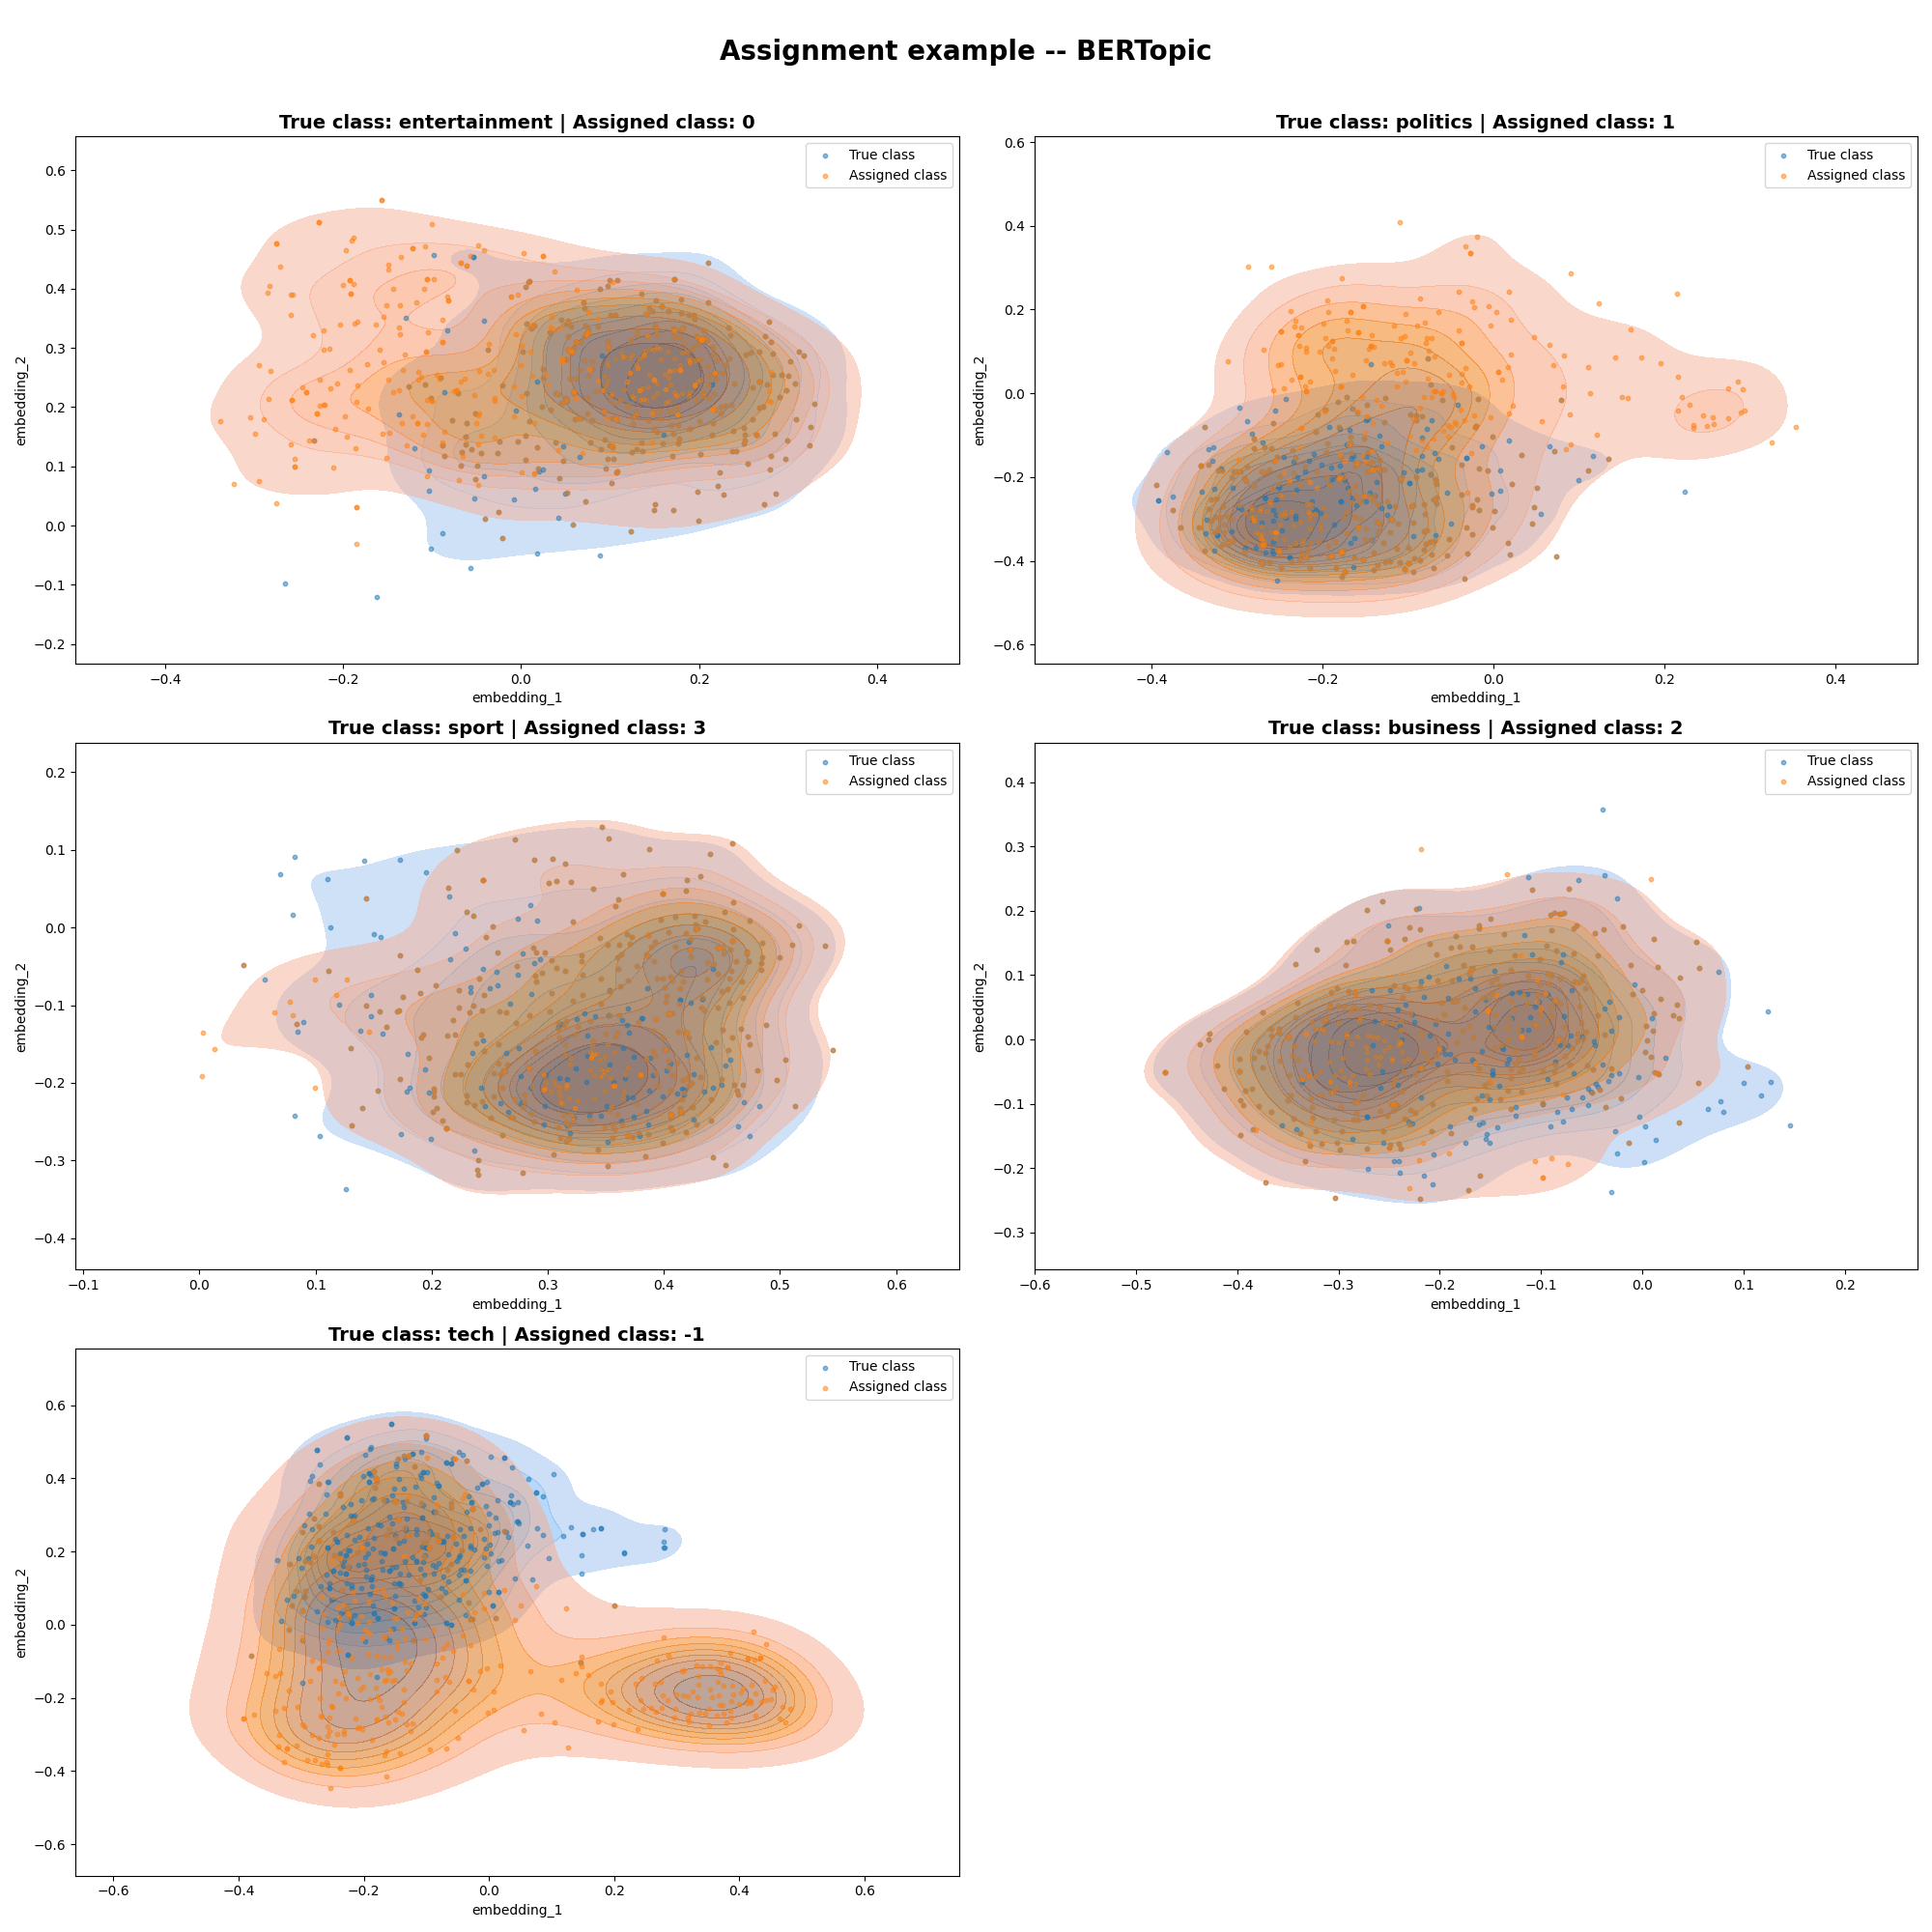 Assignment example -- BERTopic
True class: entertainment | Assigned class: 0
True class
Assigned class
0.6
0.5
0.4
0.3
0.2
0.1
0.0
−0.1
−0.2
embedding_2
−0.4
−0.2
0.0
0.2
0.4
embedding_1
True class: politics | Assigned class: 1
True class
Assigned class
0.6
0.4
0.2
0.0
−0.2
−0.4
−0.6
embedding_2
−0.4
−0.2
0.0
0.2
0.4
embedding_1
True class: sport | Assigned class: 3
True class
Assigned class
0.2
0.1
0.0
−0.1
−0.2
−0.3
−0.4
embedding_2
−0.1
0.0
0.1
0.2
0.3
0.4
0.5
0.6
embedding_1
True class: business | Assigned class: 2
True class
Assigned class
0.4
0.3
0.2
0.1
0.0
−0.1
−0.2
−0.3
embedding_2
−0.6
−0.5
−0.4
−0.3
−0.2
−0.1
0.0
0.1
0.2
embedding_1
True class: tech | Assigned class: -1
True class
Assigned class
0.6
0.4
0.2
0.0
−0.2
−0.4
−0.6
embedding_2
−0.6
−0.4
−0.2
0.0
0.2
0.4
0.6
embedding_1